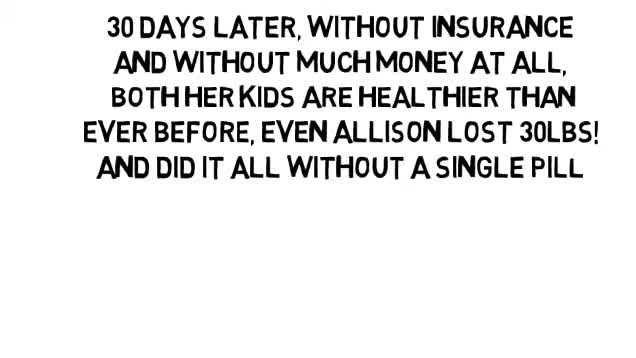 30 DAYS LATER, WITHOUT INSURANCE
AND WITHOUT MUCH MONEY AT ALL,
BOTH HER KIDS ARE HEALTHIER THAN
EVER BEFORE, EVEN ALLISON LOST 30LBS!
AND DID IT ALL WITHOUT A SINGLE PILL